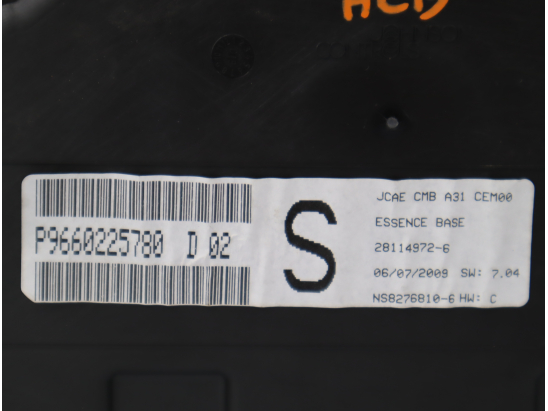 ACD
P9660225780 D 02
S
JCAE CMB A31 CEM00
ESSENCE BASE
28114972-6
06/07/2009 SW: 7.04
NS8276810-6 HW: C